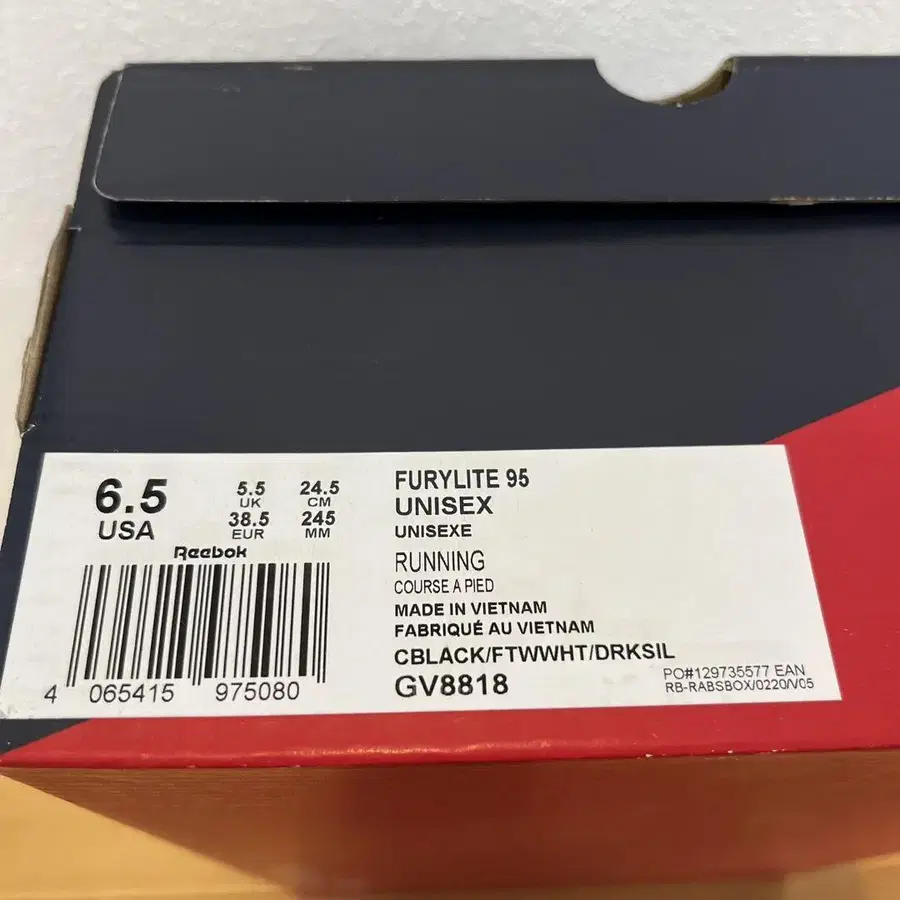 6.5
USA
5.5
UK
38.5
EUR
24.5
CM
245
MM
Reebok
4 065415 975080
FURYLITE 95
UNISEX
UNISEXE
RUNNING
COURSE A PIED
MADE IN VIETNAM
FABRIQUÉ AU VIETNAM
CBLACK/FTWWHT/DRKSIL
GV8818
PO#129735577 EAN
RB-RABSBOX/0220/V05